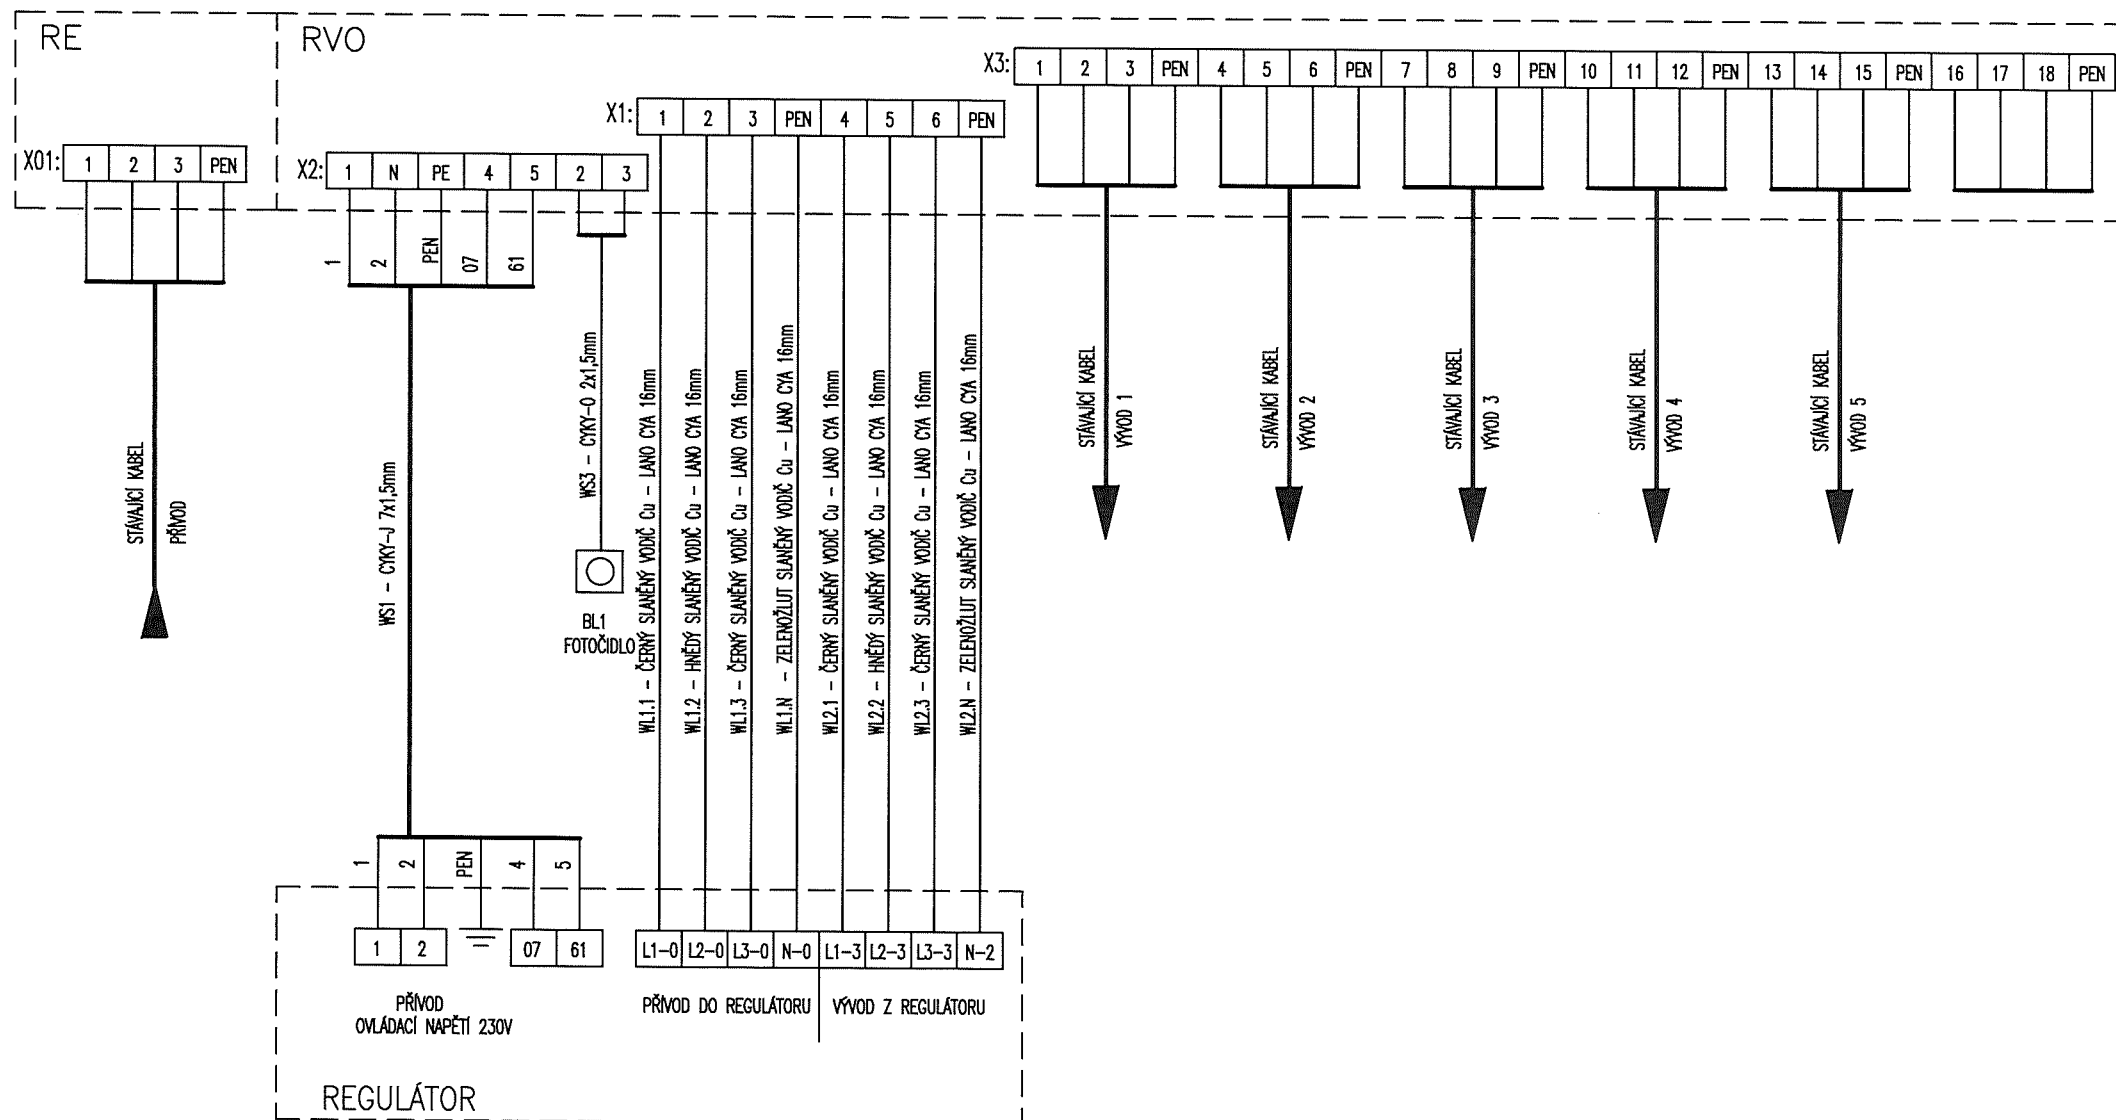 RE
RVO
X3: 1 2 3 PEN 4 5 6 PEN 7 8 9 PEN 10 11 12 PEN 13 14 15 PEN 16 17 18 PEN
X1: 1 2 3 PEN 4 5 6 PEN
X01: 1 2 3 PEN
X2: 1 N PE 4 5 2 3
1 2 PEN 07 61
STÁVAJÍCÍ KABEL
PŘÍVOD
WS1 - CYKY-J 7x1,5mm
WS3 - CYKY-O 2x1,5mm
BL1
FOTOČIDLO
WL1.1 - ČERNÝ SLANĚNÝ VODIČ Cu - LANO CYA 16mm
WL1.2 - HNĚDÝ SLANĚNÝ VODIČ Cu - LANO CYA 16mm
WL1.3 - ČERNÝ SLANĚNÝ VODIČ Cu - LANO CYA 16mm
WL1.N - ZELENOŽLUT SLANĚNÝ VODIČ Cu - LANO CYA 16mm
WL2.1 - ČERNÝ SLANĚNÝ VODIČ Cu - LANO CYA 16mm
WL2.2 - HNĚDÝ SLANĚNÝ VODIČ Cu - LANO CYA 16mm
WL2.3 - ČERNÝ SLANĚNÝ VODIČ Cu - LANO CYA 16mm
WL2.N - ZELENOŽLUT SLANĚNÝ VODIČ Cu - LANO CYA 16mm
STÁVAJÍCÍ KABEL
VÝVOD 1
STÁVAJÍCÍ KABEL
VÝVOD 2
STÁVAJÍCÍ KABEL
VÝVOD 3
STÁVAJÍCÍ KABEL
VÝVOD 4
STÁVAJÍCÍ KABEL
VÝVOD 5
1 2 PEN 4 5
1 2 07 61
L1-0 L2-0 L3-0 N-0 L1-3 L2-3 L3-3 N-2
PŘÍVOD
OVLÁDACÍ NAPĚTÍ 230V
PŘÍVOD DO REGULÁTORU
VÝVOD Z REGULÁTORU
REGULÁTOR